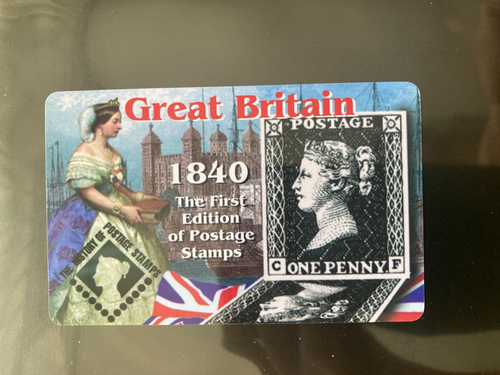 Great Britain
1840
The First
Edition
of Postage
Stamps
POSTAGE
C ONE PENNY. F
THE HISTORY OF
POSTAGE STAMPS